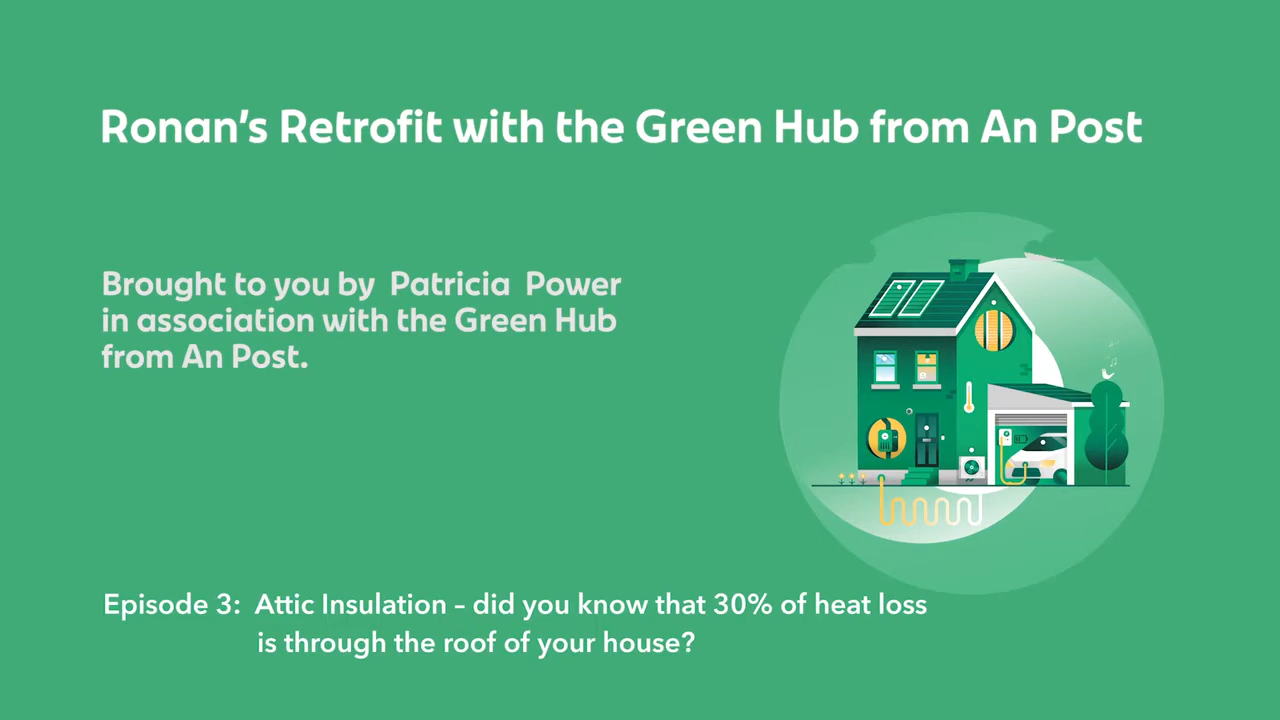 Ronan's Retrofit with the Green Hub from An Post
Brought to you by Patricia Power
in association with the Green Hub
from An Post.
Episode 3: Attic Insulation – did you know that 30% of heat loss
is through the roof of your house?